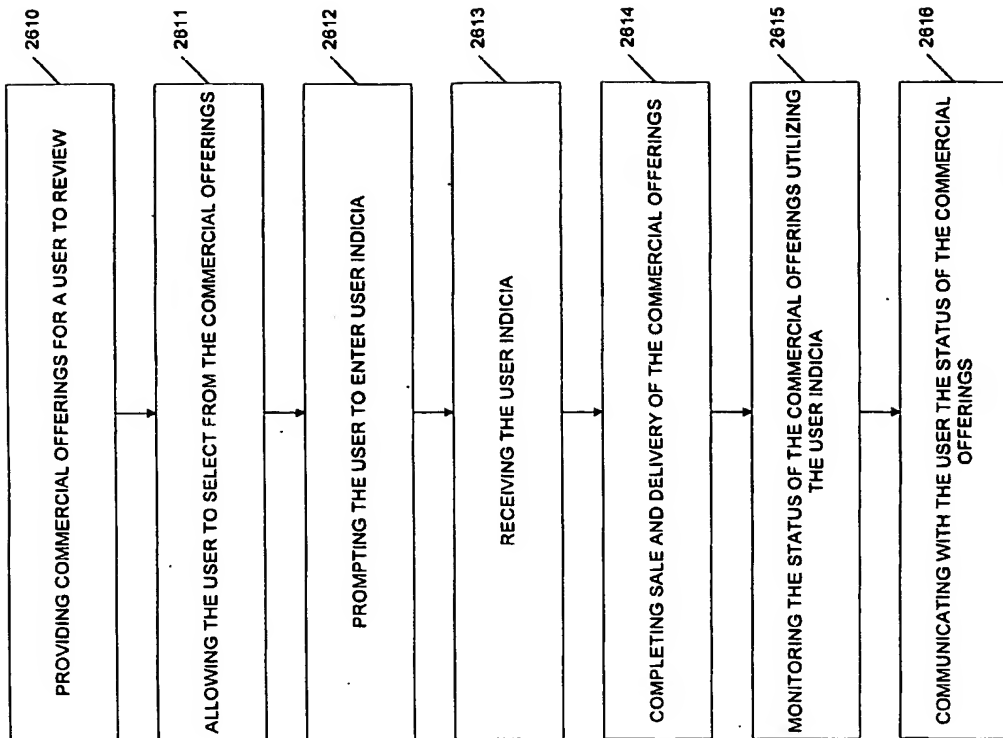 2610
PROVIDING COMMERCIAL OFFERINGS FOR A USER TO REVIEW
2611
ALLOWING THE USER TO SELECT FROM THE COMMERCIAL OFFERINGS
2612
PROMPTING THE USER TO ENTER USER INDICIA
2613
RECEIVING THE USER INDICIA
2614
COMPLETING SALE AND DELIVERY OF THE COMMERCIAL OFFERINGS
2615
MONITORING THE STATUS OF THE COMMERCIAL OFFERINGS UTILIZING
THE USER INDICIA
2616
COMMUNICATING WITH THE USER THE STATUS OF THE COMMERCIAL
OFFERINGS